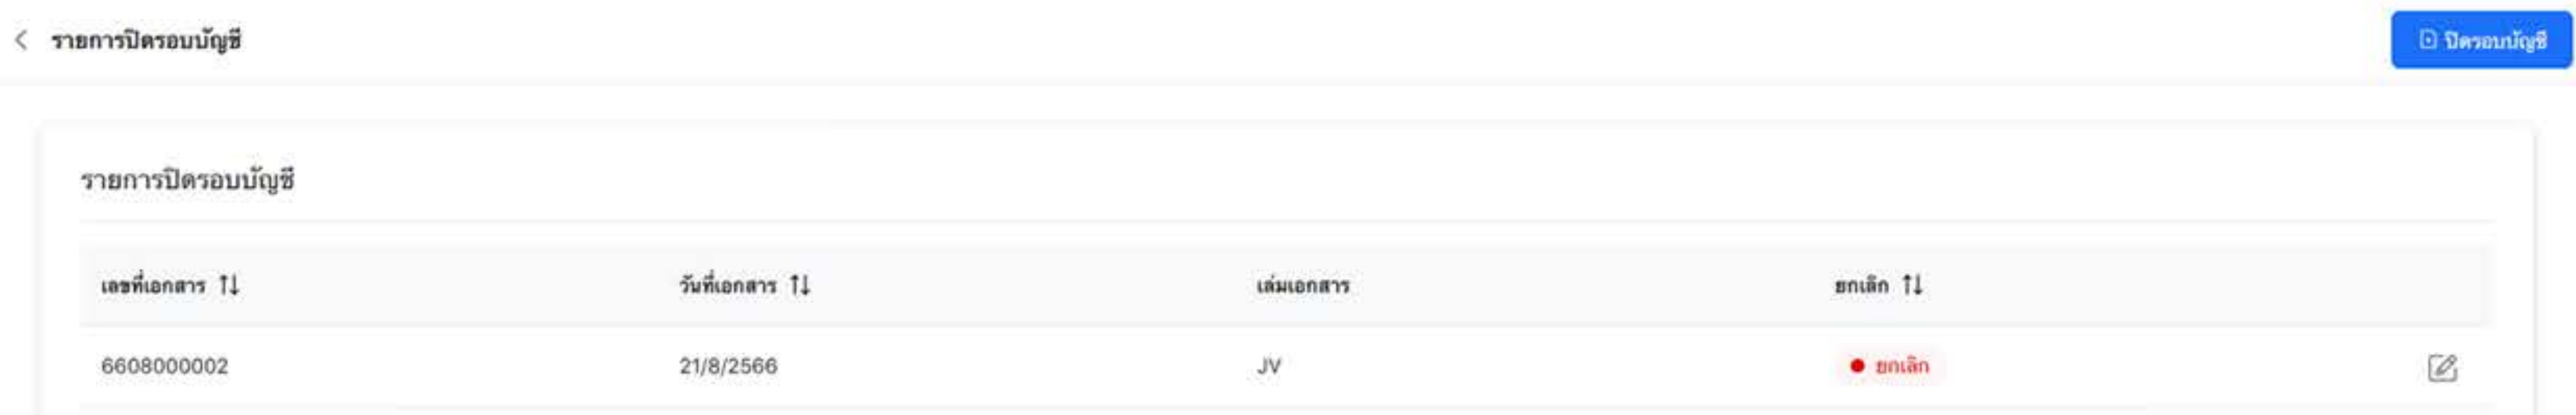 รายการปิดรอบบัญชี
ปิดรอบบัญชี
รายการปิดรอบบัญชี
เลขที่เอกสาร วันที่เอกสาร เล่มเอกสาร ยกเลิก
6608000002 21/8/2566 JV ยกเลิก